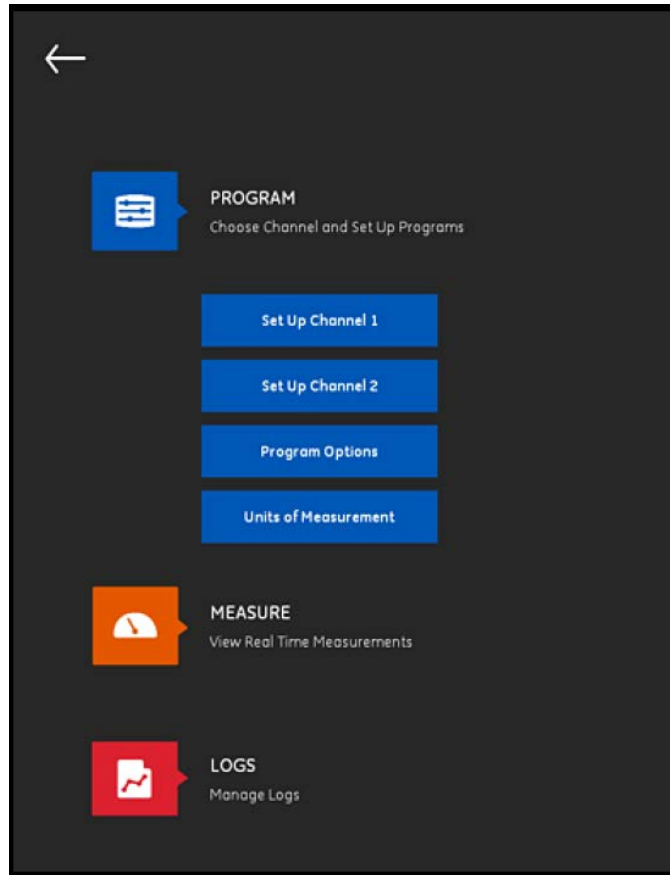 PROGRAM
Choose Channel and Set Up Programs
Set Up Channel 1
Set Up Channel 2
Program Options
Units of Measurement
MEASURE
View Real Time Measurements
LOGS
Manage Logs